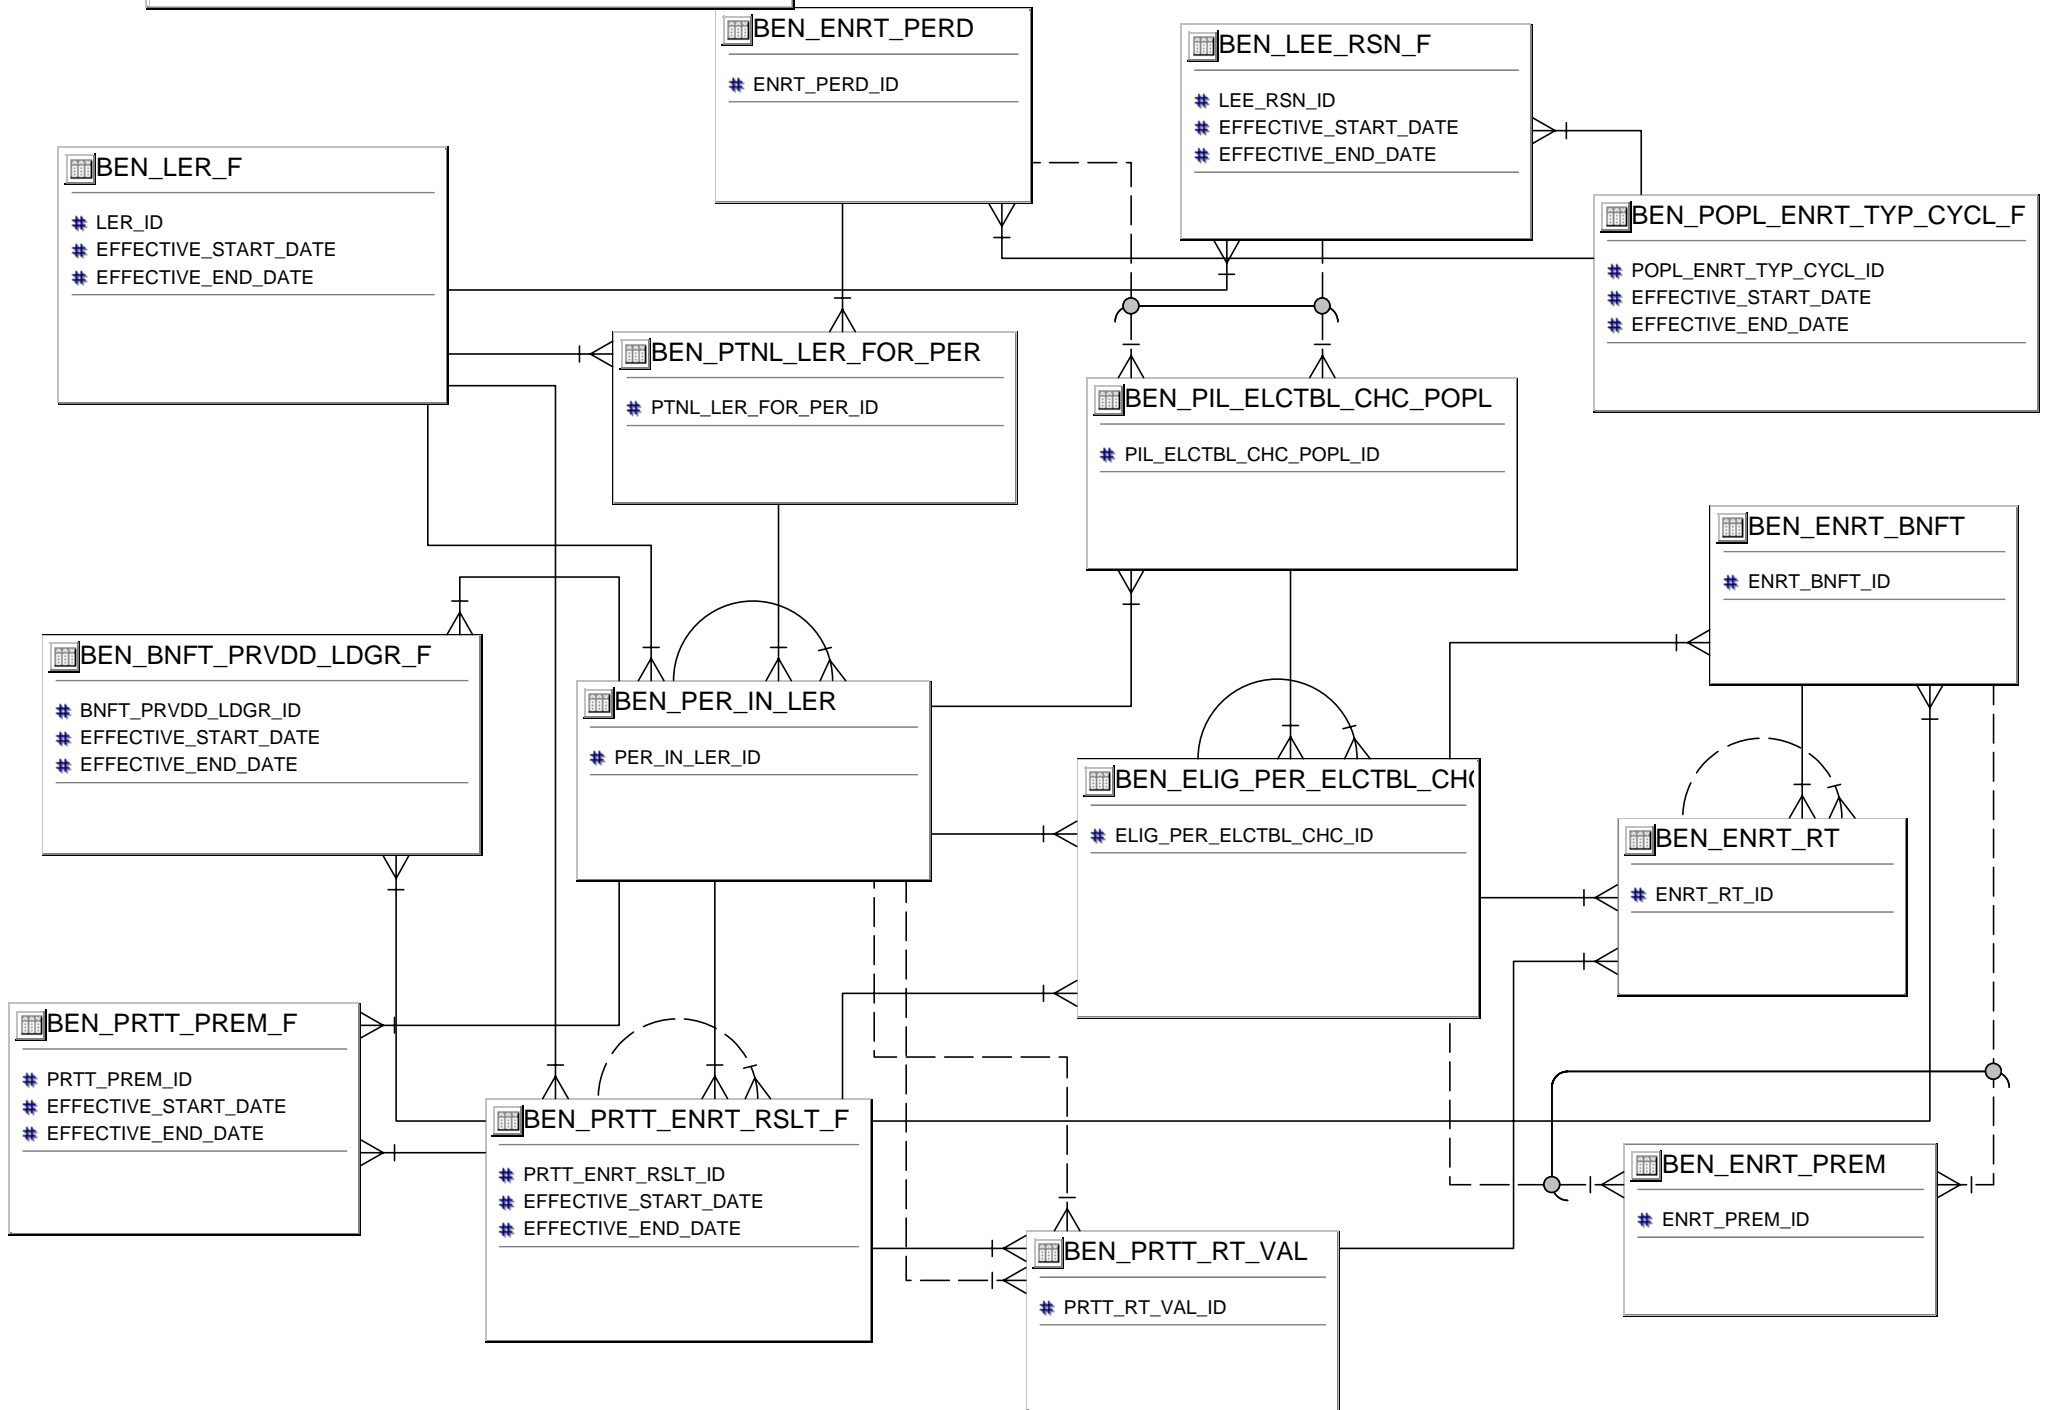 BEN_ENRT_PERD
# ENRT_PERD_ID
BEN_LEE_RSN_F
# LEE_RSN_ID
# EFFECTIVE_START_DATE
# EFFECTIVE_END_DATE
BEN_LER_F
# LER_ID
# EFFECTIVE_START_DATE
# EFFECTIVE_END_DATE
BEN_POPL_ENRT_TYP_CYCL_F
# POPL_ENRT_TYP_CYCL_ID
# EFFECTIVE_START_DATE
# EFFECTIVE_END_DATE
BEN_PTNL_LER_FOR_PER
# PTNL_LER_FOR_PER_ID
BEN_PIL_ELCTBL_CHC_POPL
# PIL_ELCTBL_CHC_POPL_ID
BEN_ENRT_BNFT
# ENRT_BNFT_ID
BEN_BNFT_PRVDD_LDGR_F
# BNFT_PRVDD_LDGR_ID
# EFFECTIVE_START_DATE
# EFFECTIVE_END_DATE
BEN_PER_IN_LER
# PER_IN_LER_ID
BEN_ELIG_PER_ELCTBL_CHC
# ELIG_PER_ELCTBL_CHC_ID
BEN_ENRT_RT
# ENRT_RT_ID
BEN_PRTT_PREM_F
# PRTT_PREM_ID
# EFFECTIVE_START_DATE
# EFFECTIVE_END_DATE
BEN_PRTT_ENRT_RSLT_F
# PRTT_ENRT_RSLT_ID
# EFFECTIVE_START_DATE
# EFFECTIVE_END_DATE
BEN_ENRT_PREM
# ENRT_PREM_ID
BEN_PRTT_RT_VAL
# PRTT_RT_VAL_ID